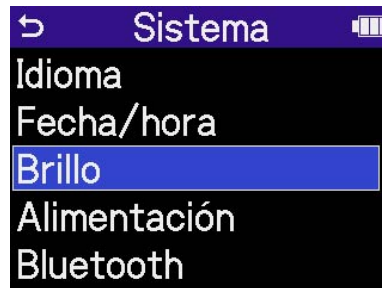 Sistema
Idioma
Fecha/hora
Brillo
Alimentación
Bluetooth